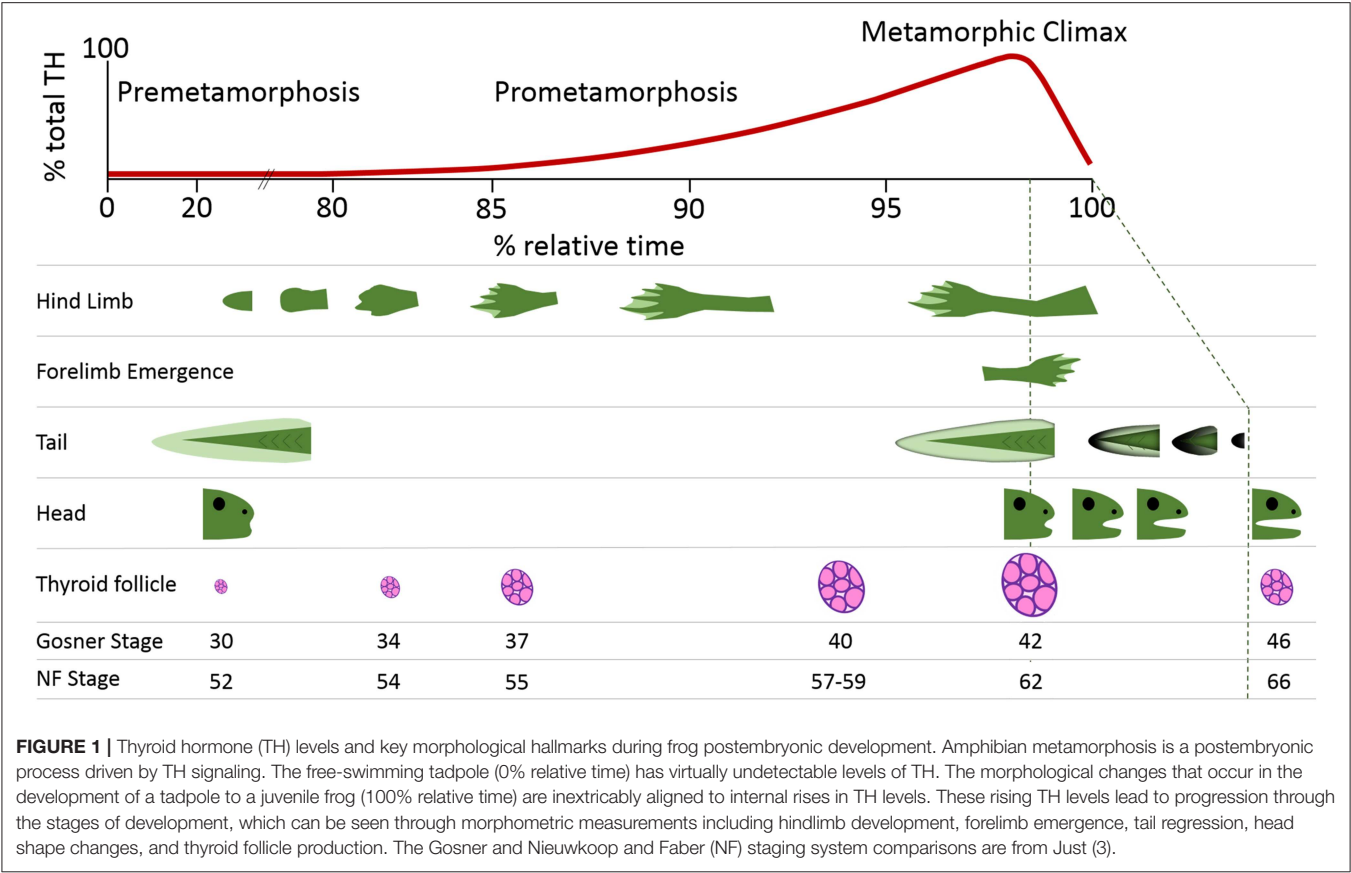 Metamorphic Climax
100
% total TH
Premetamorphosis
Prometamorphosis
0 20 80 85 90 95 100
% relative time
Hind Limb
Forelimb Emergence
Tail
Head
Thyroid follicle
Gosner Stage 30 34 37 40 42 46
NF Stage 52 54 55 57-59 62 66
FIGURE 1 | Thyroid hormone (TH) levels and key morphological hallmarks during frog postembryonic development. Amphibian metamorphosis is a postembryonic
process driven by TH signaling. The free-swimming tadpole (0% relative time) has virtually undetectable levels of TH. The morphological changes that occur in the
development of a tadpole to a juvenile frog (100% relative time) are inextricably aligned to internal rises in TH levels. These rising TH levels lead to progression through
the stages of development, which can be seen through morphometric measurements including hindlimb development, forelimb emergence, tail regression, head
shape changes, and thyroid follicle production. The Gosner and Nieuwkoop and Faber (NF) staging system comparisons are from Just (3).